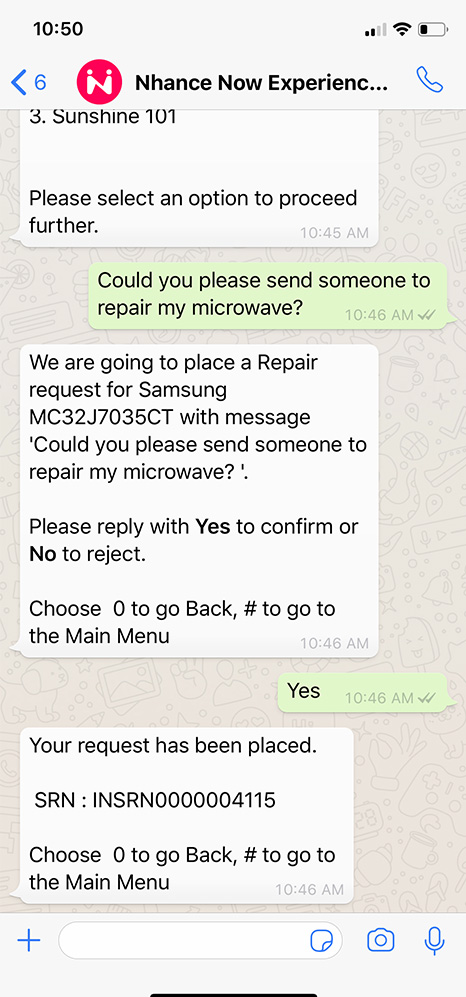 10:50
6
Nhance Now Experienc...
3. Sunshine 101
Please select an option to proceed
further.
10:45 AM
Could you please send someone to
repair my microwave?
10:46 AM
We are going to place a Repair
request for Samsung
MC32J7035CT with message
'Could you please send someone to
repair my microwave? '.
Please reply with Yes to confirm or
No to reject.
Choose  0 to go Back, # to go to
the Main Menu
10:46 AM
Yes
10:46 AM
Your request has been placed.
SRN : INSRN0000004115
Choose  0 to go Back, # to go to
the Main Menu
10:46 AM